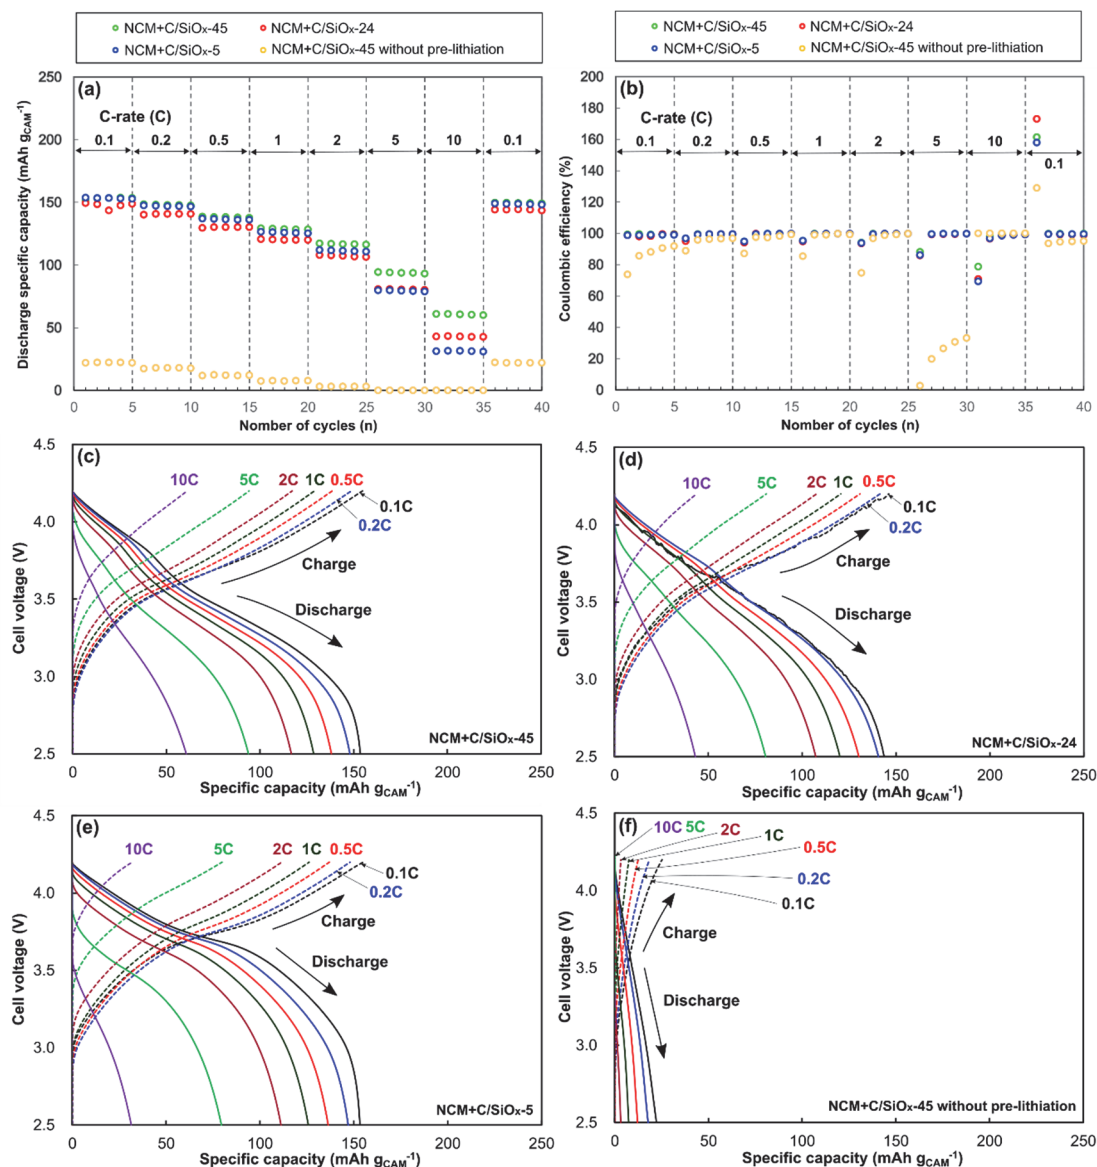 NCM+C/SiOx-45 NCM+C/SiOx-24
NCM+C/SiOx-5 NCM+C/SiOx-45 without pre-lithiation
(a)
C-rate (C)
0.1 0.2 0.5 1 2 5 10 0.1
250
200
150
100
50
0
0 5 10 15 20 25 30 35 40
Discharge specific capacity (mAh gCAM⁻¹)
Number of cycles (n)
NCM+C/SiOx-45 NCM+C/SiOx-24
NCM+C/SiOx-5 NCM+C/SiOx-45 without pre-lithiation
(b)
C-rate (C)
0.1 0.2 0.5 1 2 5 10 0.1
200
180
160
140
120
100
80
60
40
20
0
0 5 10 15 20 25 30 35 40
Coulombic efficiency (%)
Number of cycles (n)
(c)
10C 5C 2C 1C 0.5C
0.1C
0.2C
Charge
Discharge
NCM+C/SiOx-45
4.5
4.0
3.5
3.0
2.5
0 50 100 150 200 250
Cell voltage (V)
Specific capacity (mAh gCAM⁻¹)
(d)
10C 5C 2C 1C 0.5C
0.1C
0.2C
Charge
Discharge
NCM+C/SiOx-24
4.5
4.0
3.5
3.0
2.5
0 50 100 150 200 250
Cell voltage (V)
Specific capacity (mAh gCAM⁻¹)
(e)
10C 5C 2C 1C 0.5C
0.1C
0.2C
Charge
Discharge
NCM+C/SiOx-5
4.5
4.0
3.5
3.0
2.5
0 50 100 150 200 250
Cell voltage (V)
Specific capacity (mAh gCAM⁻¹)
(f)
10C 5C 2C
1C
0.5C
0.2C
0.1C
Charge
Discharge
NCM+C/SiOx-45 without pre-lithiation
4.5
4.0
3.5
3.0
2.5
0 50 100 150 200 250
Cell voltage (V)
Specific capacity (mAh gCAM⁻¹)